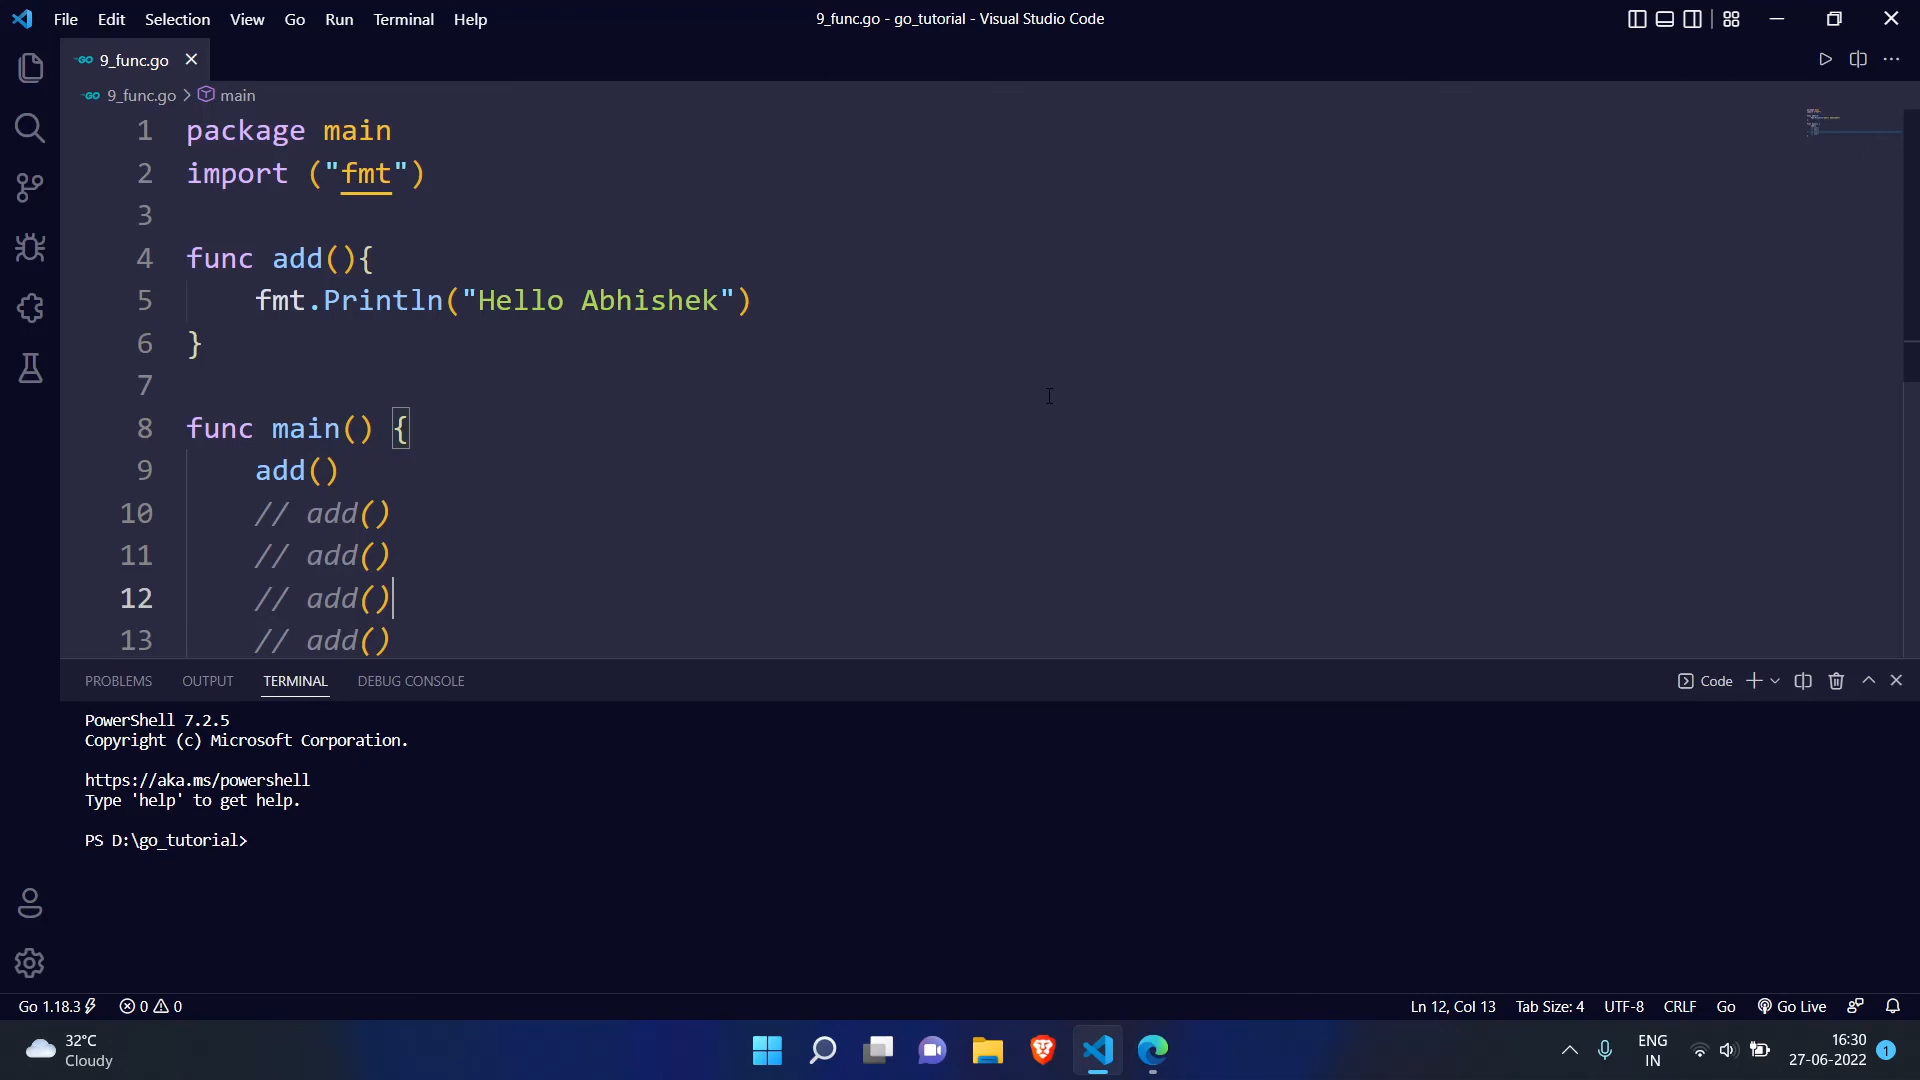 File Edit Selection View Go Run Terminal Help
9_func.go - go_tutorial - Visual Studio Code
GO 9_func.go
GO 9_func.go > main
1 package main
2 import ("fmt")
3
4 func add(){
5 fmt.Println("Hello Abhishek")
6 }
7
8 func main() {
9 add()
10 // add()
11 // add()
12 // add()
13 // add()
PROBLEMS OUTPUT TERMINAL DEBUG CONSOLE
Code
PowerShell 7.2.5
Copyright (c) Microsoft Corporation.
https://aka.ms/powershell
Type 'help' to get help.
PS D:\go_tutorial>
Go 1.18.3 0 0
Ln 12, Col 13 Tab Size: 4 UTF-8 CRLF Go Go Live
32°C
Cloudy
ENG
IN
16:30
27-06-2022
1